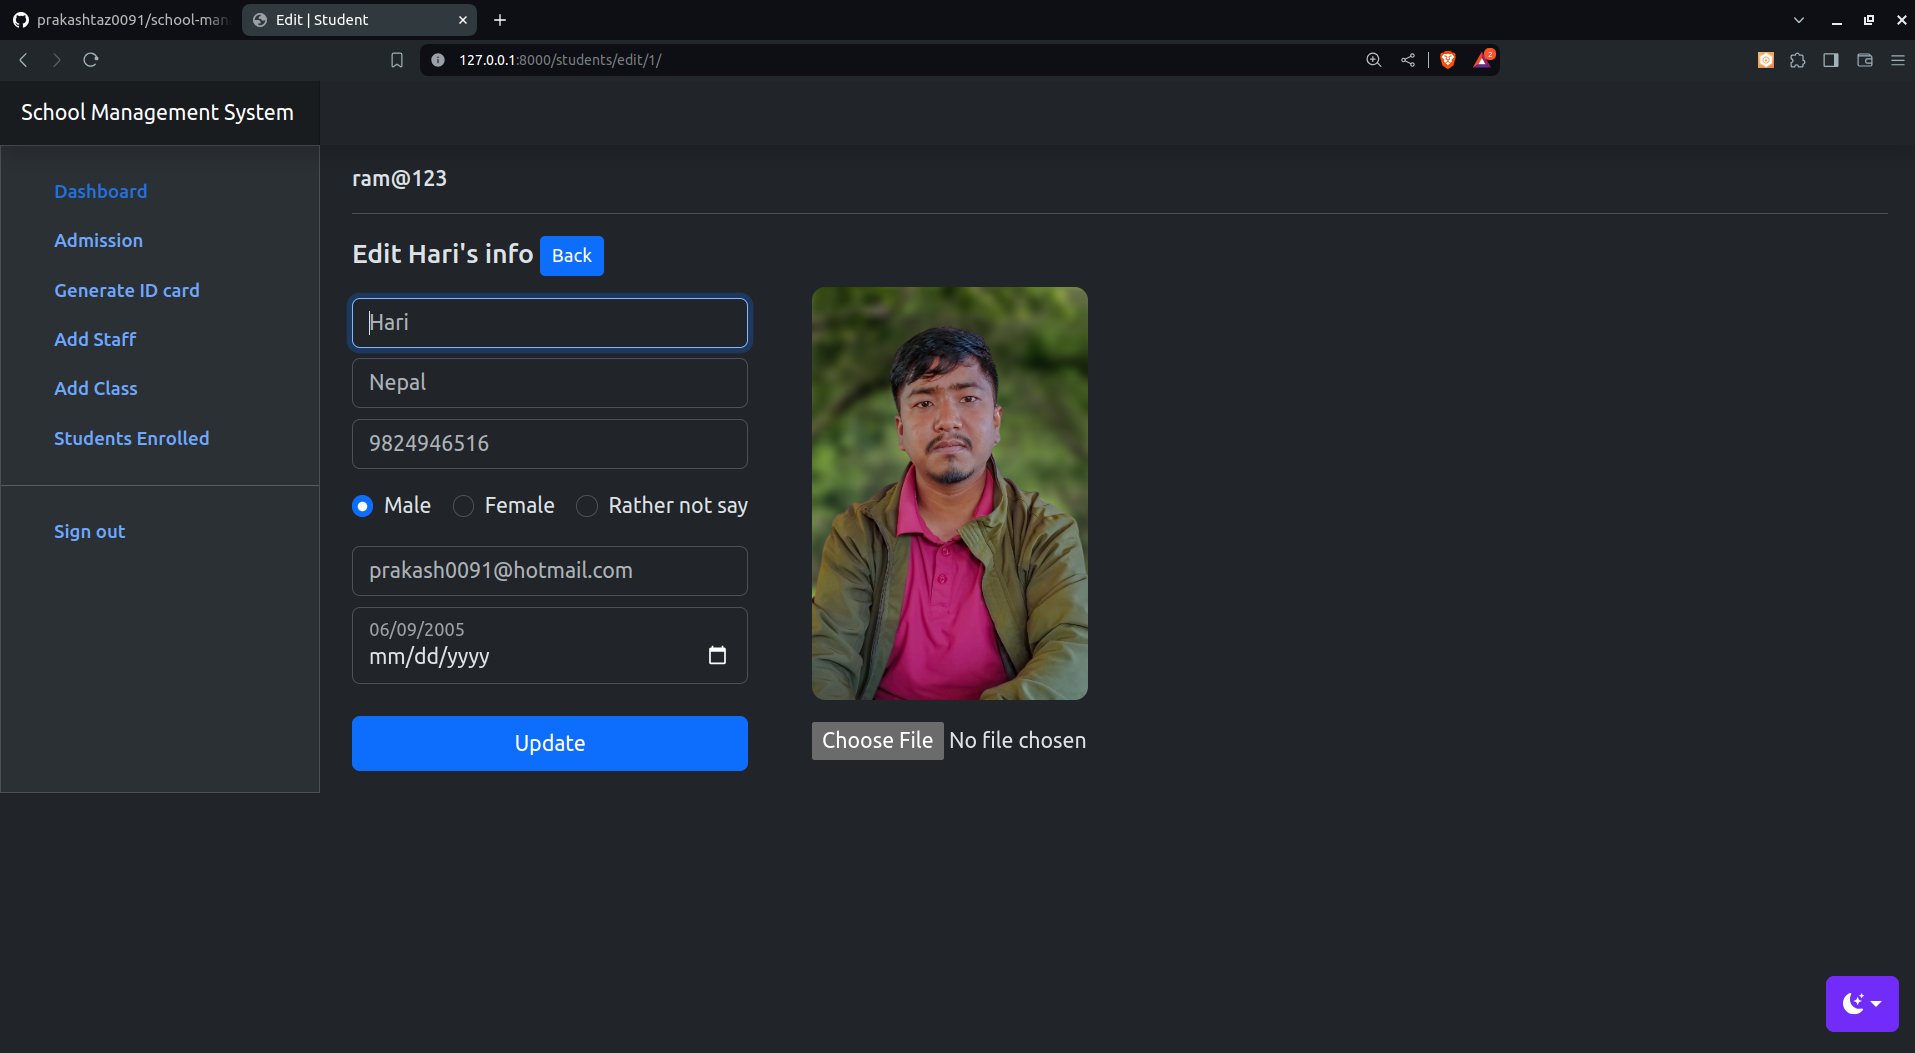 prakashtaz0091/school-man
Edit | Student
127.0.0.1:8000/students/edit/1/
2
School Management System
Dashboard
Admission
Generate ID card
Add Staff
Add Class
Students Enrolled
Sign out
ram@123
Edit Hari's info Back
Hari
Nepal
9824946516
Male Female Rather not say
prakash0091@hotmail.com
06/09/2005
mm/dd/yyyy
Update
Choose File No file chosen